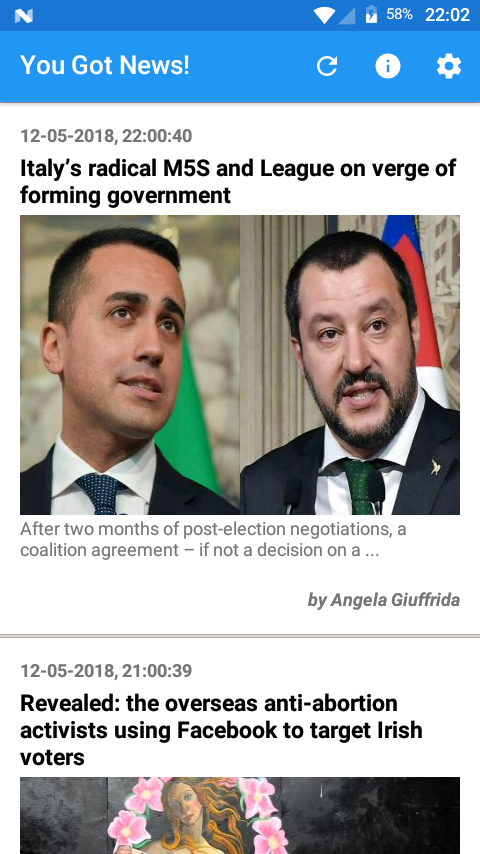 58% 22:02
You Got News!
12-05-2018, 22:00:40
Italy’s radical M5S and League on verge of
forming government
After two months of post-election negotiations, a
coalition agreement – if not a decision on a ...
by Angela Giuffrida
12-05-2018, 21:00:39
Revealed: the overseas anti-abortion
activists using Facebook to target Irish
voters